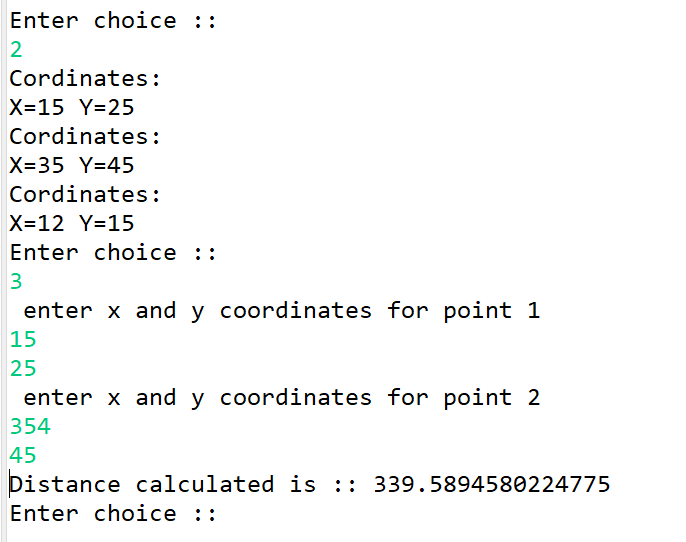 Enter choice ::
2
Cordinates:
X=15 Y=25
Cordinates:
X=35 Y=45
Cordinates:
X=12 Y=15
Enter choice ::
3
 enter x and y coordinates for point 1
15
25
 enter x and y coordinates for point 2
354
45
Distance calculated is :: 339.5894580224775
Enter choice ::